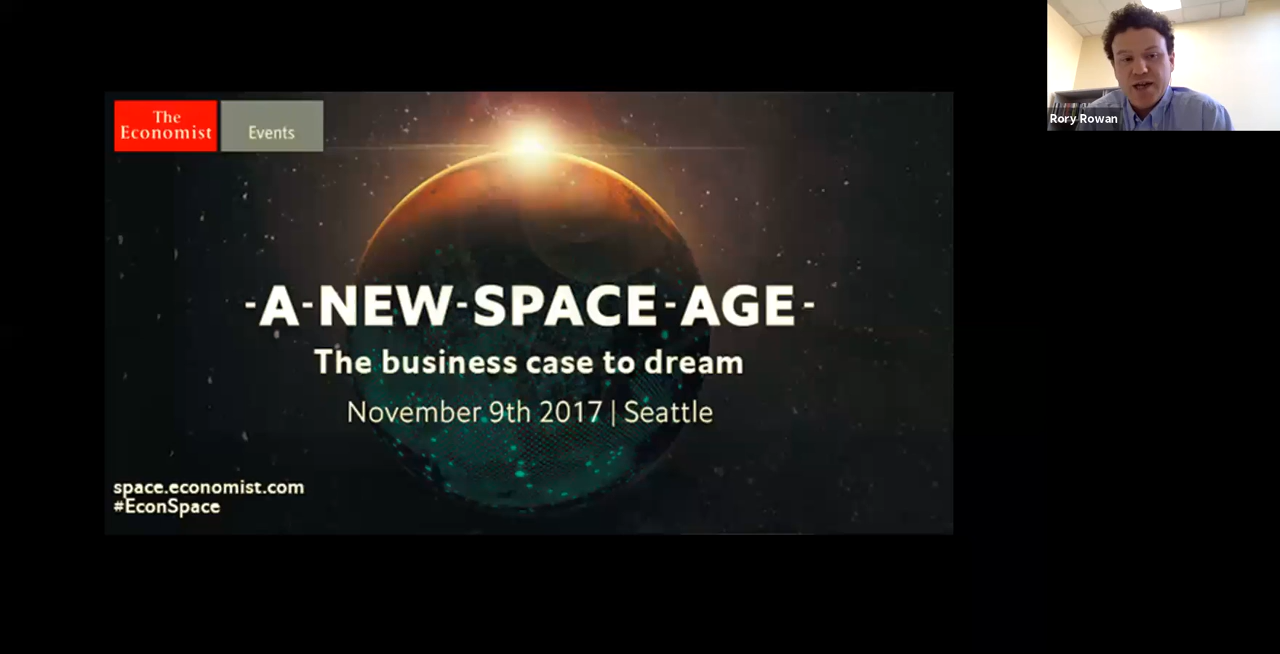 The
Economist
Events
-A-NEW-SPACE-AGE-
The business case to dream
November 9th 2017 | Seattle
space.economist.com
#EconSpace
Rory Rowan